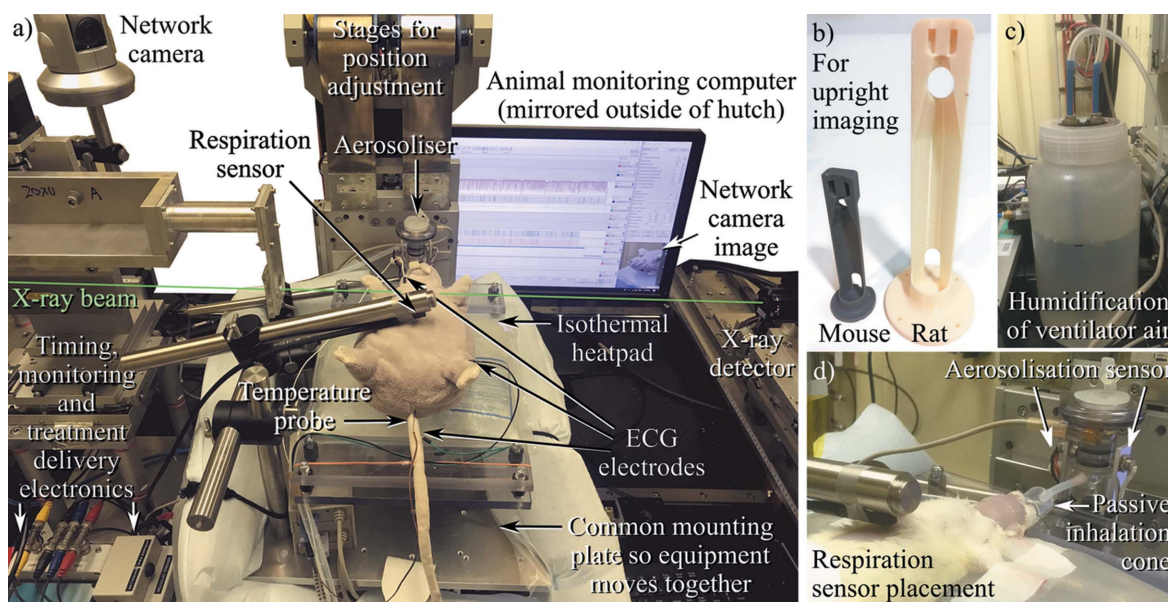 a)
Network
camera
Stages for
position
adjustment
Animal monitoring computer
(mirrored outside of hutch)
Respiration
sensor
Aerosoliser
Network
camera
image
20XU
A
X-ray beam
Timing,
monitoring
and
treatment
delivery
electronics
Isothermal
heatpad
X-ray
detector
Temperature
probe
ECG
electrodes
Common mounting
plate so equipment
moves together
b)
For
upright
imaging
Mouse
Rat
c)
Humidification
of ventilator air
d)
Aerosolisation sensor
Passive
inhalation
cone
Respiration
sensor placement